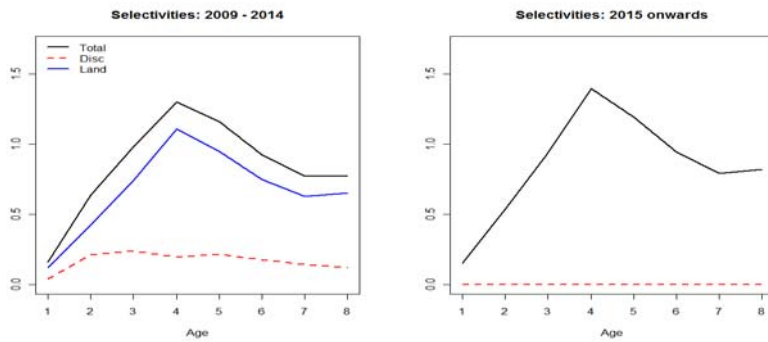 Selectivities: 2009 - 2014
Total
Disc
Land
1.5
1.0
0.5
0.0
1 2 3 4 5 6 7 8
Age
Selectivities: 2015 onwards
1.5
1.0
0.5
0.0
1 2 3 4 5 6 7 8
Age